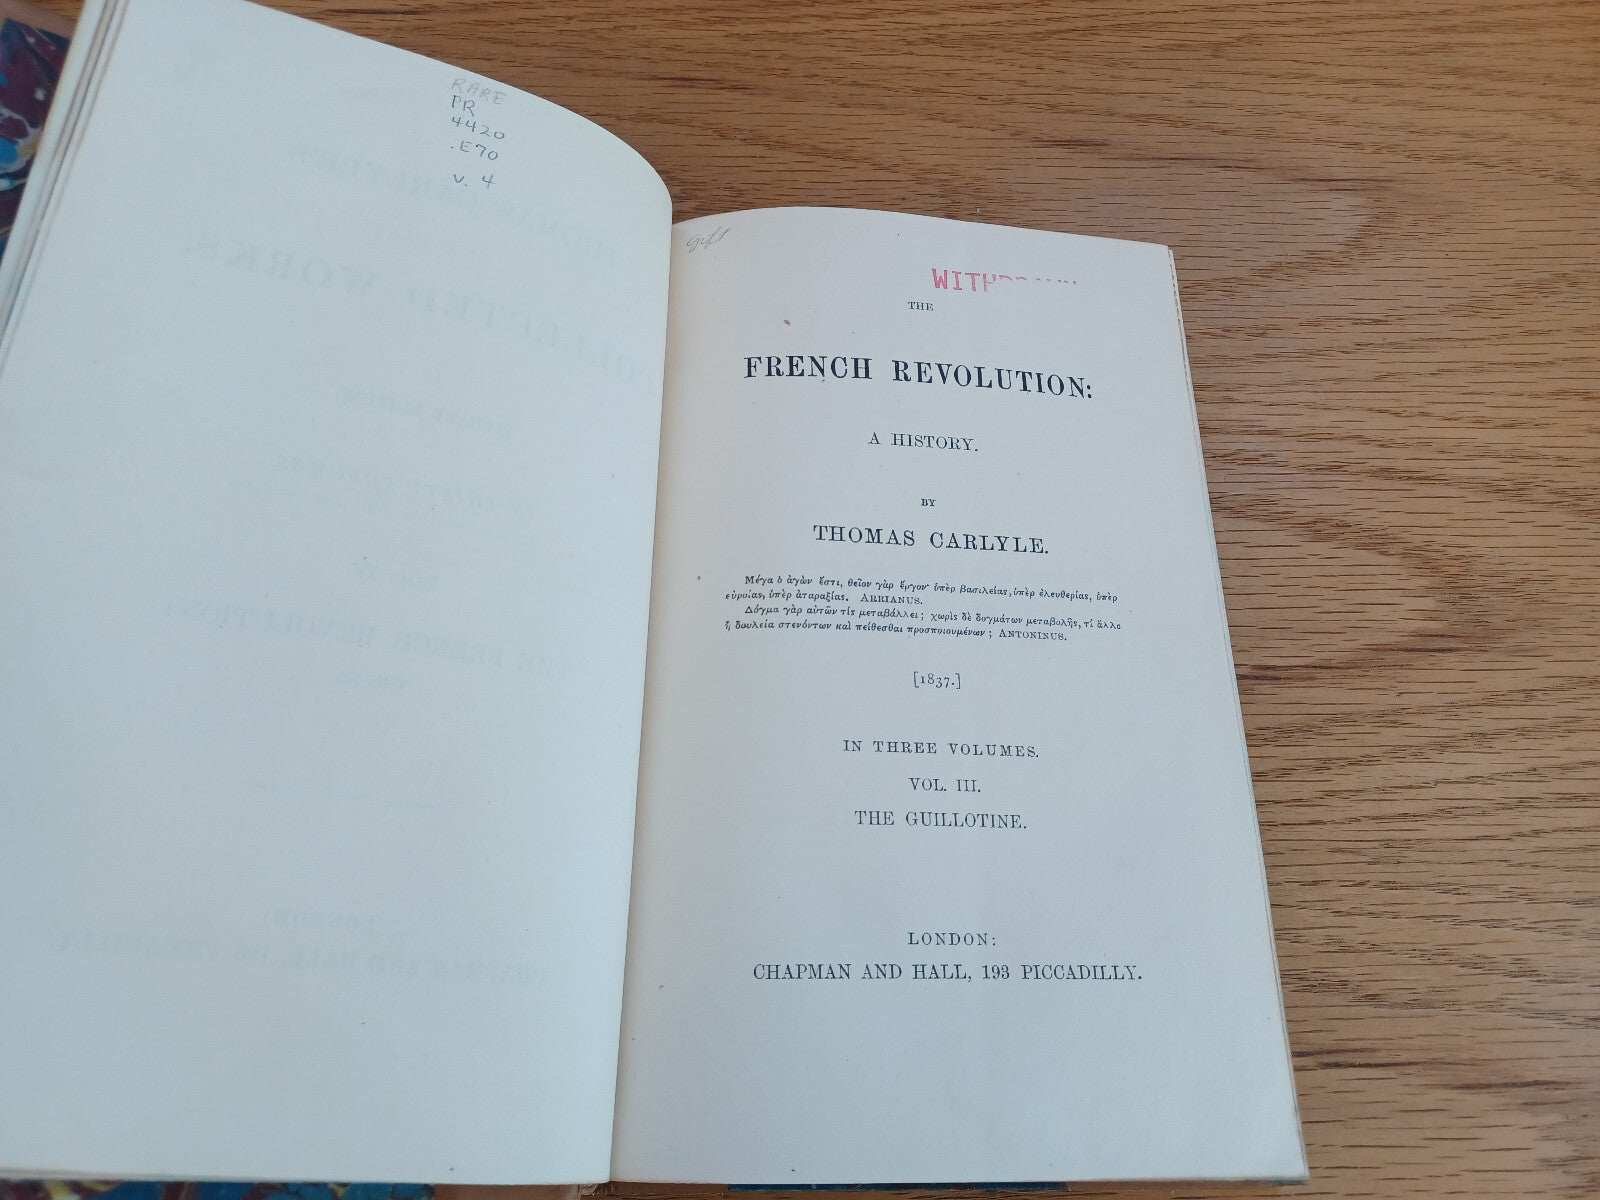 RARE
PR
4420
.E70
v. 4
gift
THE
FRENCH REVOLUTION:
A HISTORY.
BY
THOMAS CARLYLE.
Μέγα ὁ ἀγὼν ἔστι, θεῖον γὰρ ἔργον· ὑπὲρ βασιλείας, ὑπὲρ ἐλευθερίας, ὑπὲρ
εὐροίας, ὑπὲρ ἀταραξίας. ARRIANUS.
Δόγμα γὰρ αὐτῶν τίς μεταβάλλει; χωρὶς δὲ δογμάτων μεταβολῆς, τί ἄλλο
ἢ δουλεία στενόντων καὶ πείθεσθαι προσποιουμένων; ANTONINUS.
[1837.]
IN THREE VOLUMES.
VOL. III.
THE GUILLOTINE.
LONDON:
CHAPMAN AND HALL, 193 PICCADILLY.